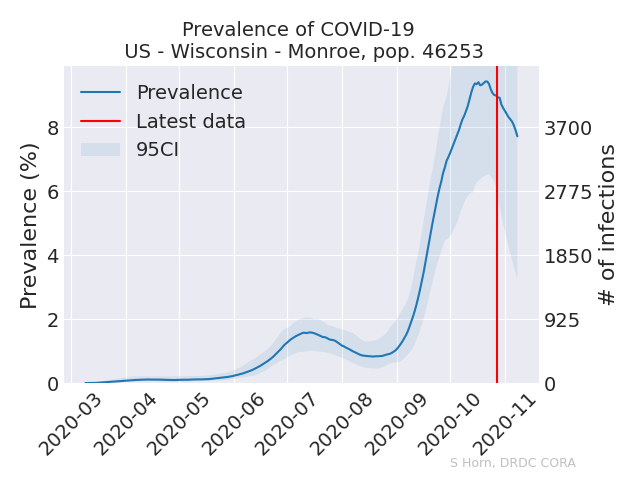 Prevalence of COVID-19
US - Wisconsin - Monroe, pop. 46253
Prevalence
Latest data
95CI
Prevalence (%)
8
6
4
2
0
# of infections
3700
2775
1850
925
0
2020-03
2020-04
2020-05
2020-06
2020-07
2020-08
2020-09
2020-10
2020-11
S Horn, DRDC CORA